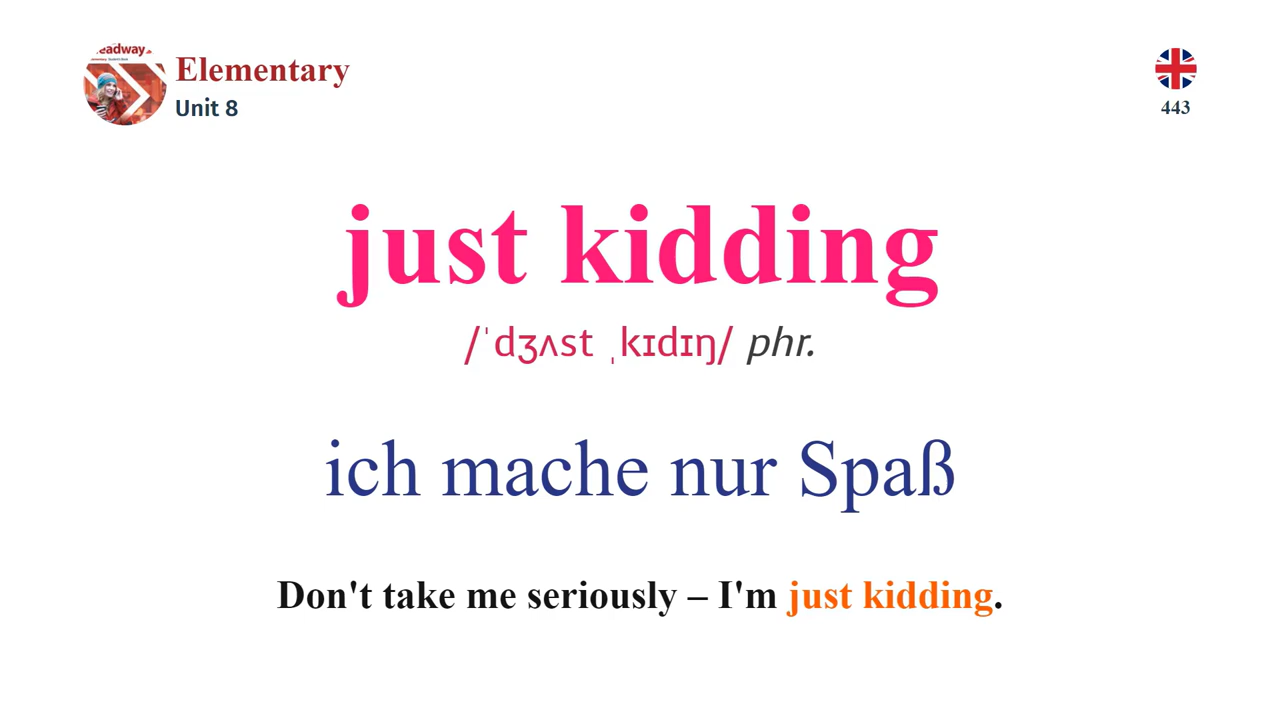 eadway
Elementary
Unit 8
443
just kidding
/ˈdʒʌst ˌkɪdɪŋ/ phr.
ich mache nur Spaß
Don't take me seriously – I'm just kidding.